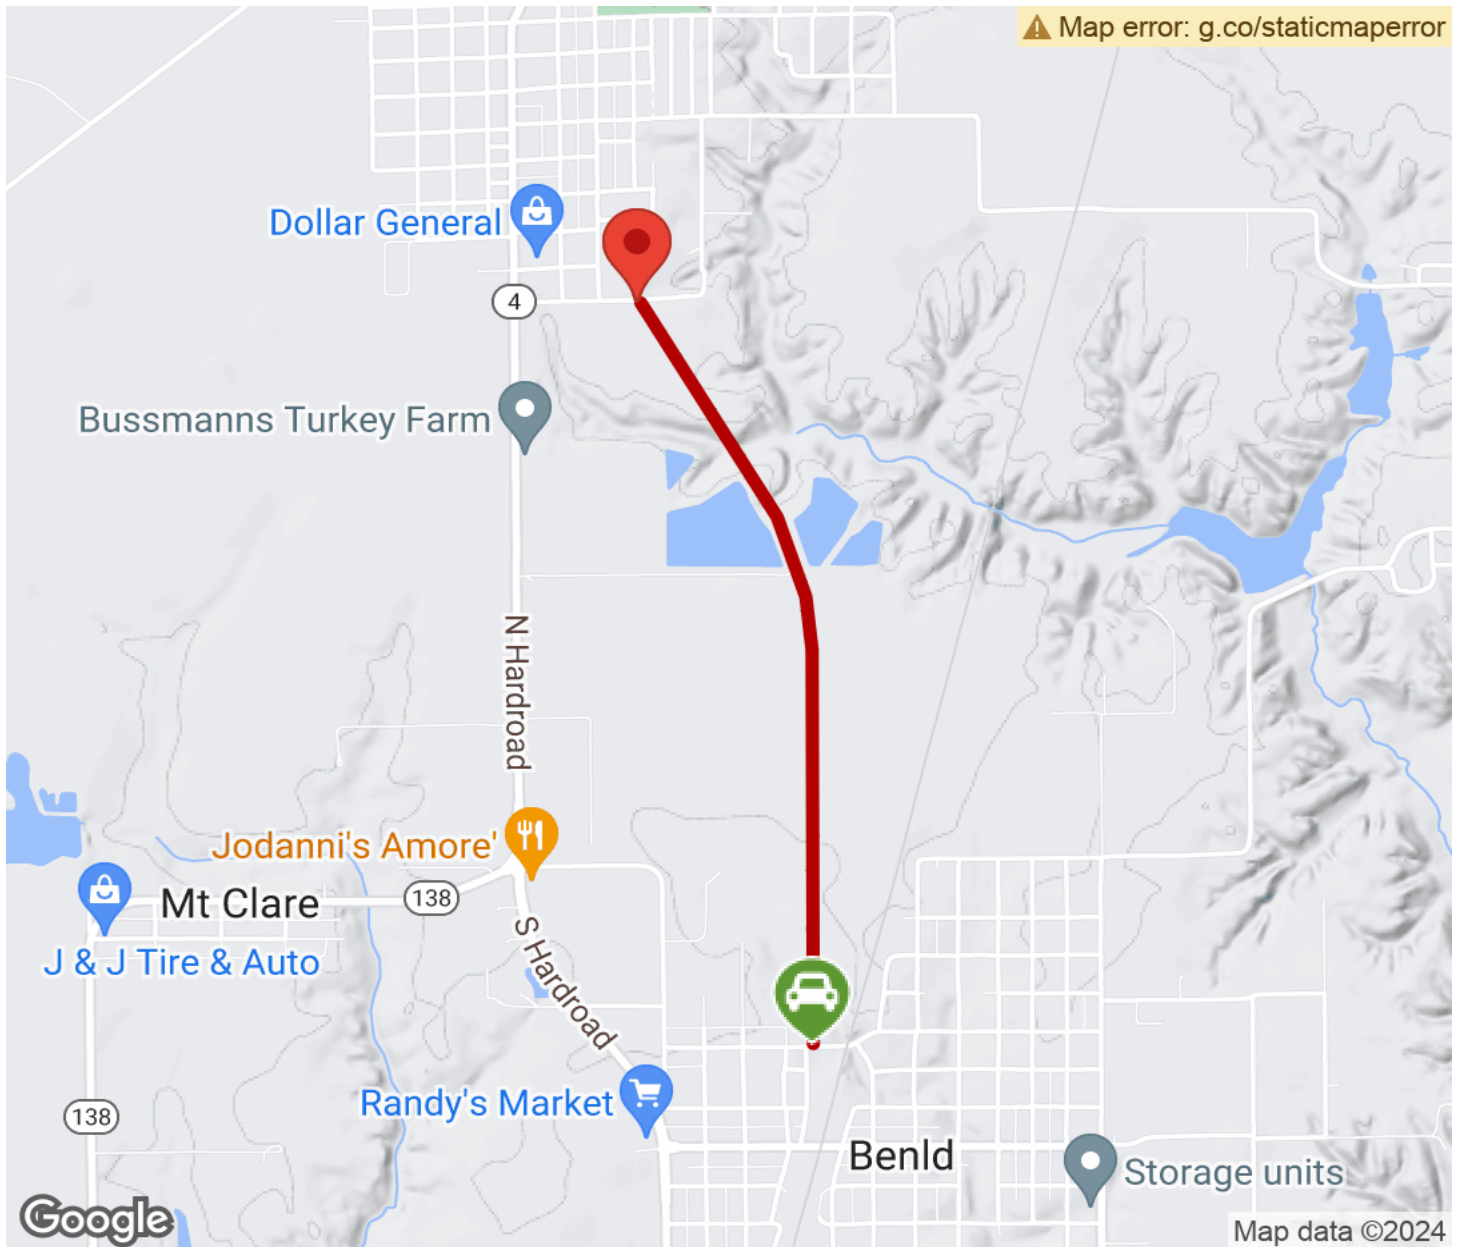 Map error: g.co/staticmaperror
Dollar General
4
Bussmanns Turkey Farm
N Hardroad
Jodanni's Amore'
138
Mt Clare
J & J Tire & Auto
S Hardroad
Randy's Market
138
Benld
Storage units
Google
Map data ©2024